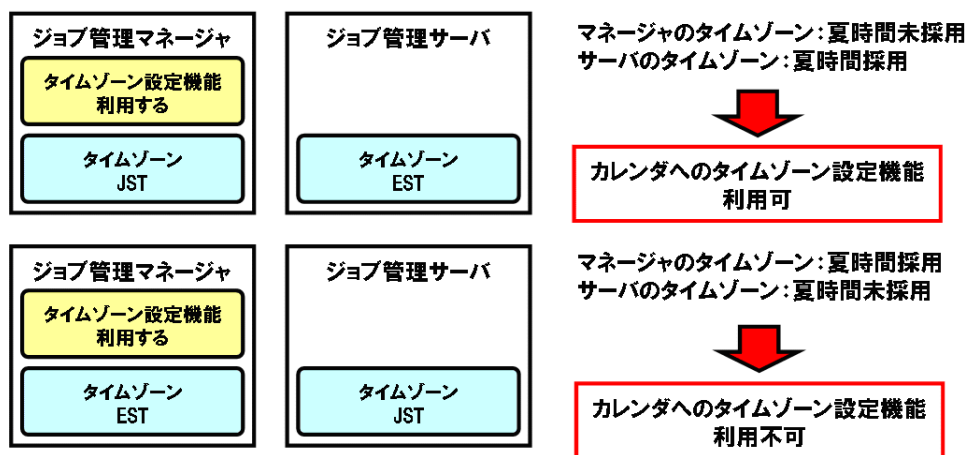 ジョブ管理マネージャ
タイムゾーン設定機能
利用する
タイムゾーン
JST
ジョブ管理サーバ
タイムゾーン
EST
マネージャのタイムゾーン：夏時間未採用
サーバのタイムゾーン：夏時間採用
カレンダへのタイムゾーン設定機能
利用可
ジョブ管理マネージャ
タイムゾーン設定機能
利用する
タイムゾーン
EST
ジョブ管理サーバ
タイムゾーン
JST
マネージャのタイムゾーン：夏時間採用
サーバのタイムゾーン：夏時間未採用
カレンダへのタイムゾーン設定機能
利用不可